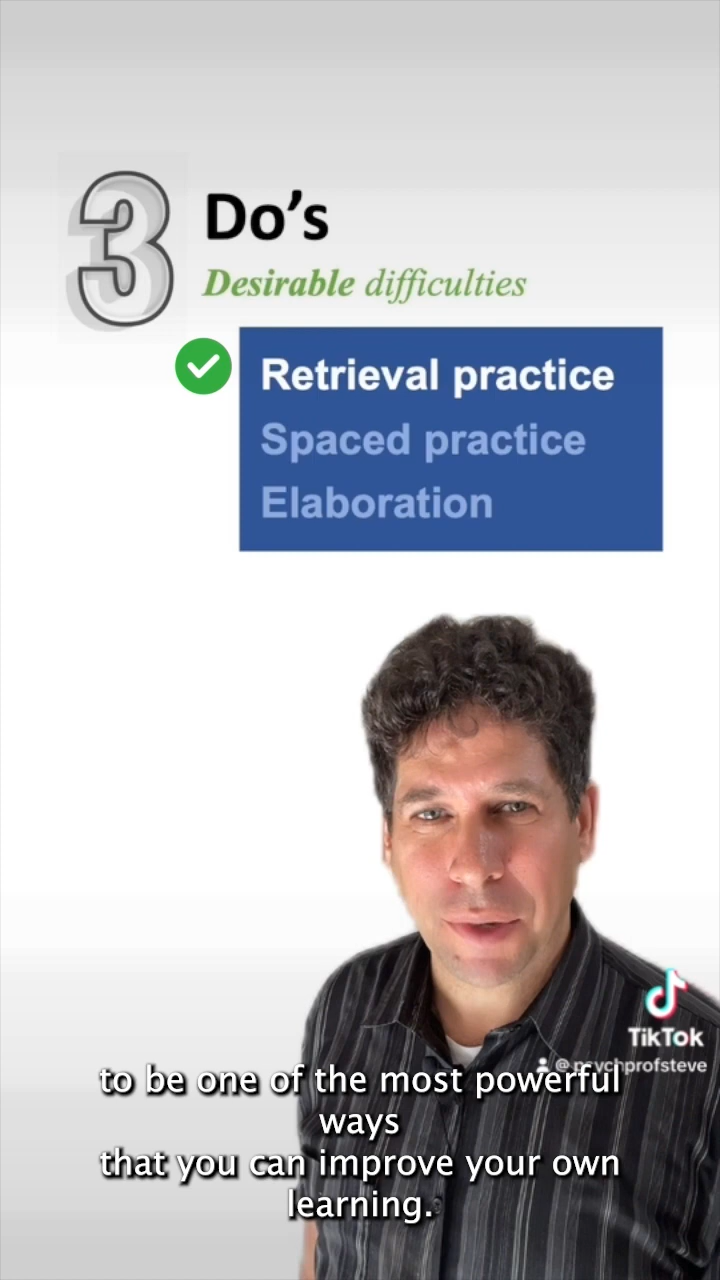 3
Do's
Desirable difficulties
Retrieval practice
Spaced practice
Elaboration
TikTok
@psychprofsteve
to be one of the most powerful
ways
that you can improve your own
learning.